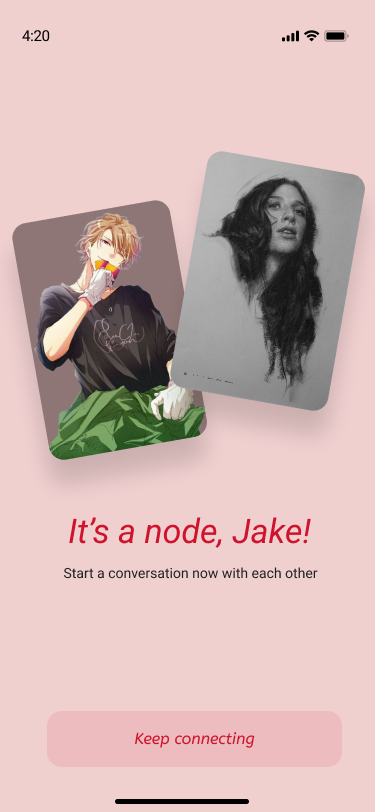 4:20
It's a node, Jake!
Start a conversation now with each other
Keep connecting